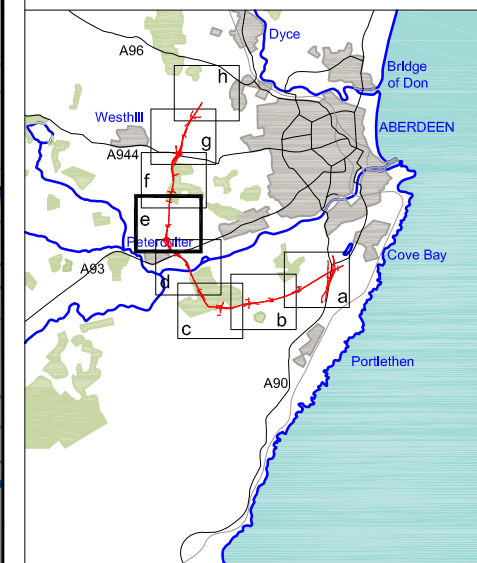 Dyce
A96
h
Bridge
of Don
Westhill
ABERDEEN
g
A944
f
e
Peterculter
Cove Bay
A93
d
a
b
c
Portlethen
A90